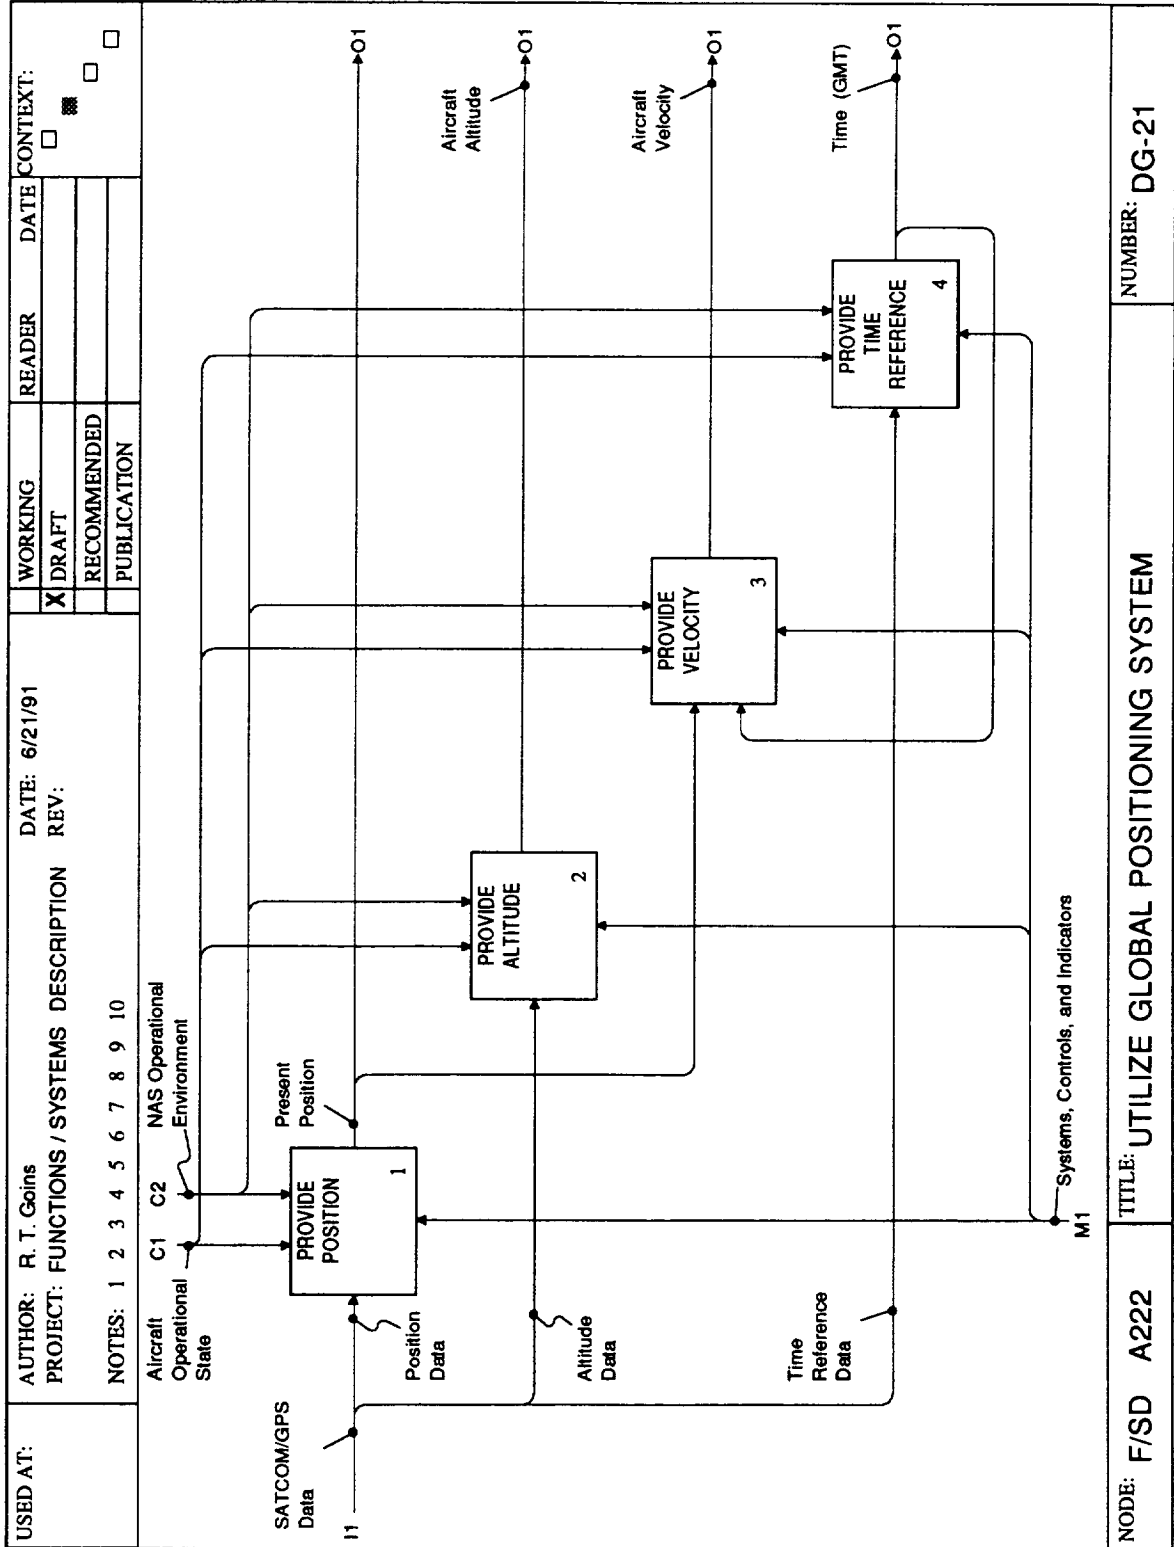 USED AT:
AUTHOR: R. T. Goins
DATE: 6/21/91
PROJECT: FUNCTIONS / SYSTEMS DESCRIPTION
REV:
NOTES: 1 2 3 4 5 6 7 8 9 10
WORKING
X DRAFT
RECOMMENDED
PUBLICATION
READER
DATE
CONTEXT:
Aircraft
Operational
State
C1
C2
NAS Operational
Environment
SATCOM/GPS
Data
I1
Position
Data
PROVIDE
POSITION
1
Present
Position
O1
Altitude
Data
PROVIDE
ALTITUDE
2
Aircraft
Altitude
O1
PROVIDE
VELOCITY
3
Aircraft
Velocity
O1
Time
Reference
Data
PROVIDE
TIME
REFERENCE
4
Time (GMT)
O1
Systems, Controls, and Indicators
M1
NODE: F/SD A222
TITLE: UTILIZE GLOBAL POSITIONING SYSTEM
NUMBER: DG-21